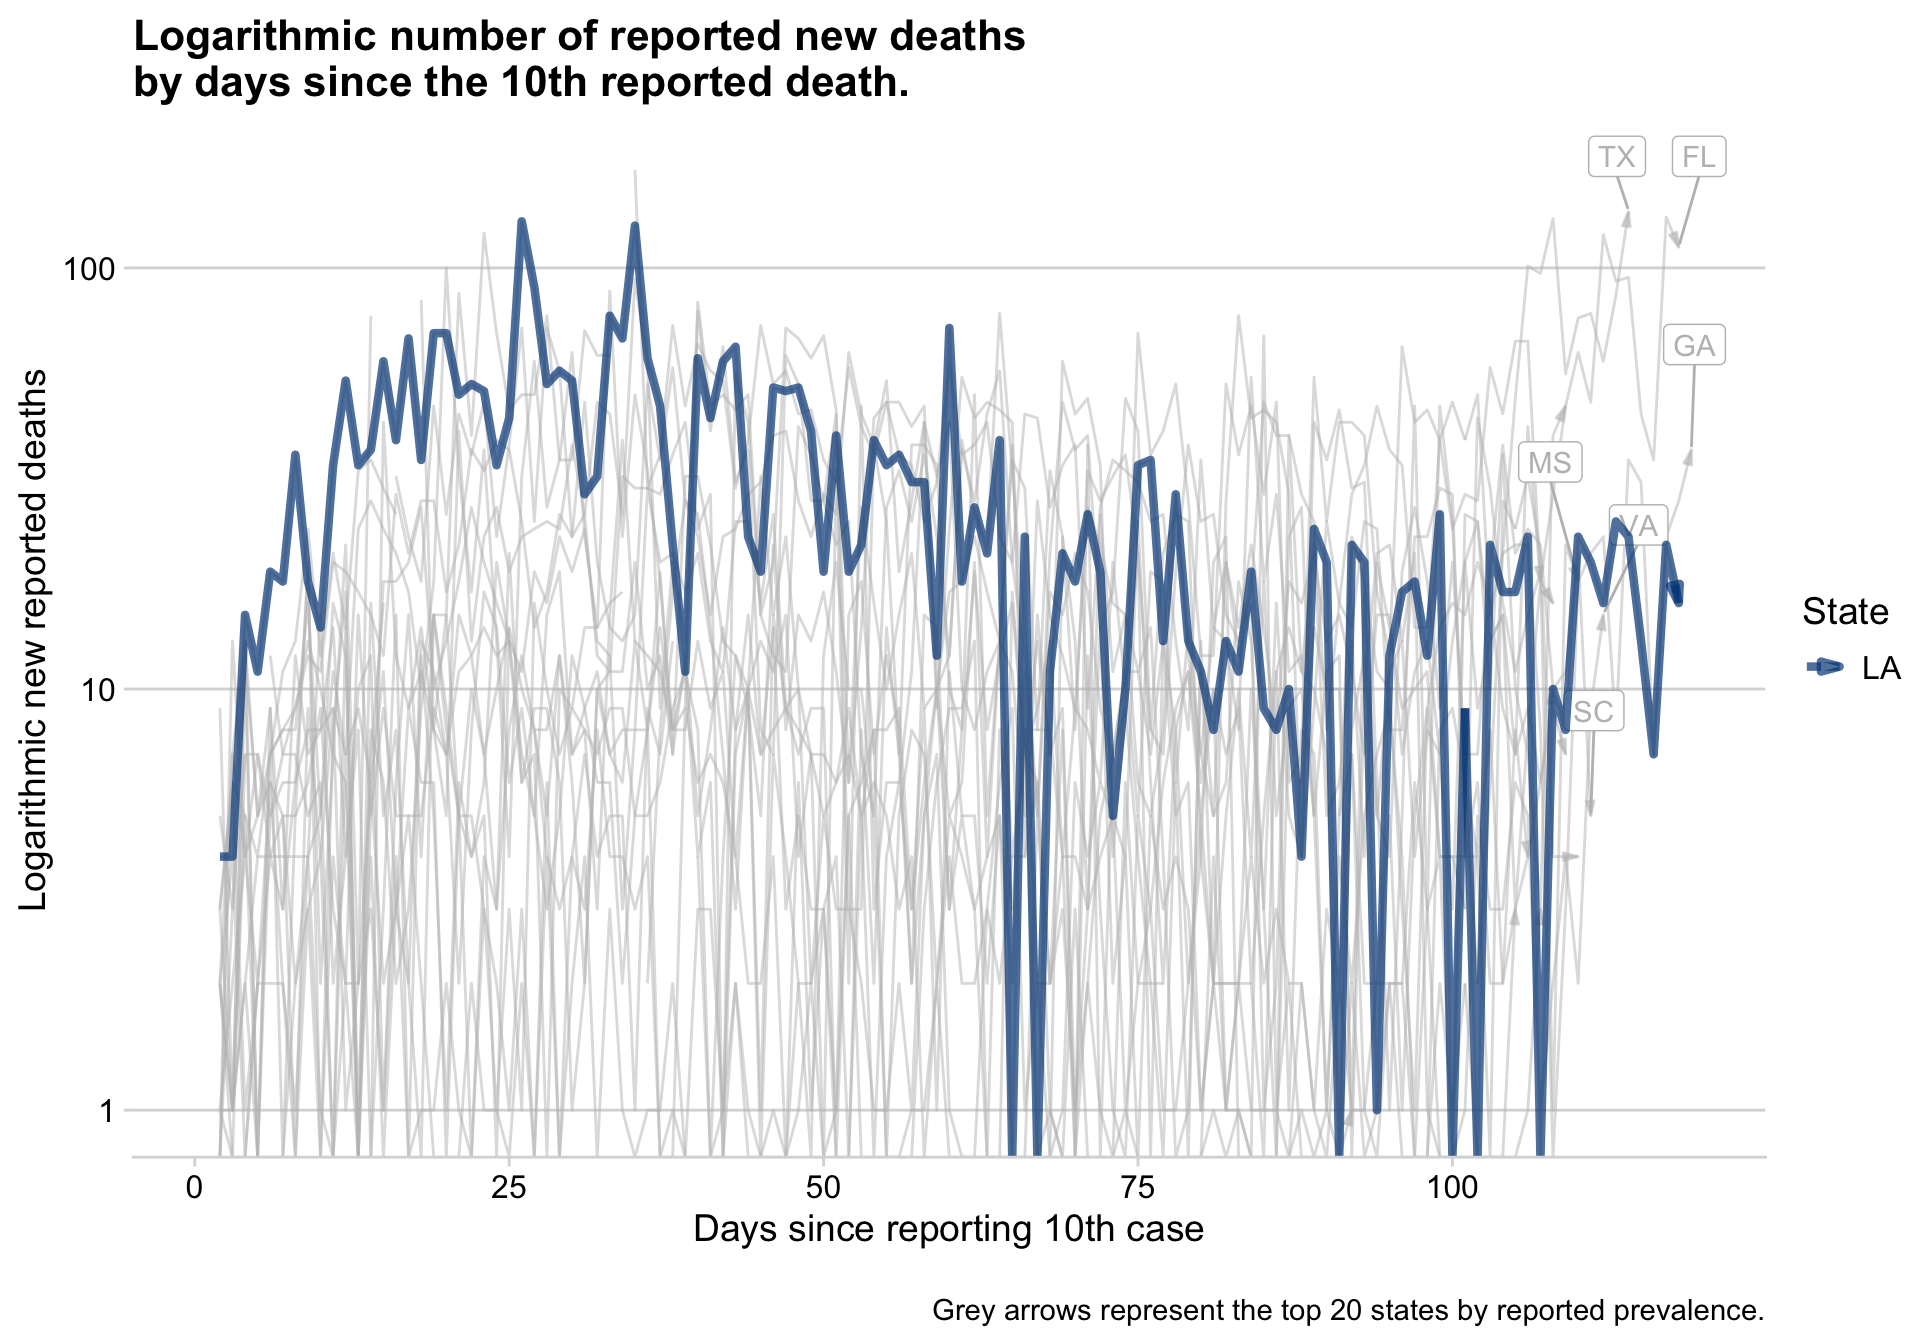 Logarithmic number of reported new deaths
by days since the 10th reported death.
TX
FL
100
GA
MS
VA
State
LA
10
SC
1
Logarithmic new reported deaths
0
25
50
75
100
Days since reporting 10th case
Grey arrows represent the top 20 states by reported prevalence.